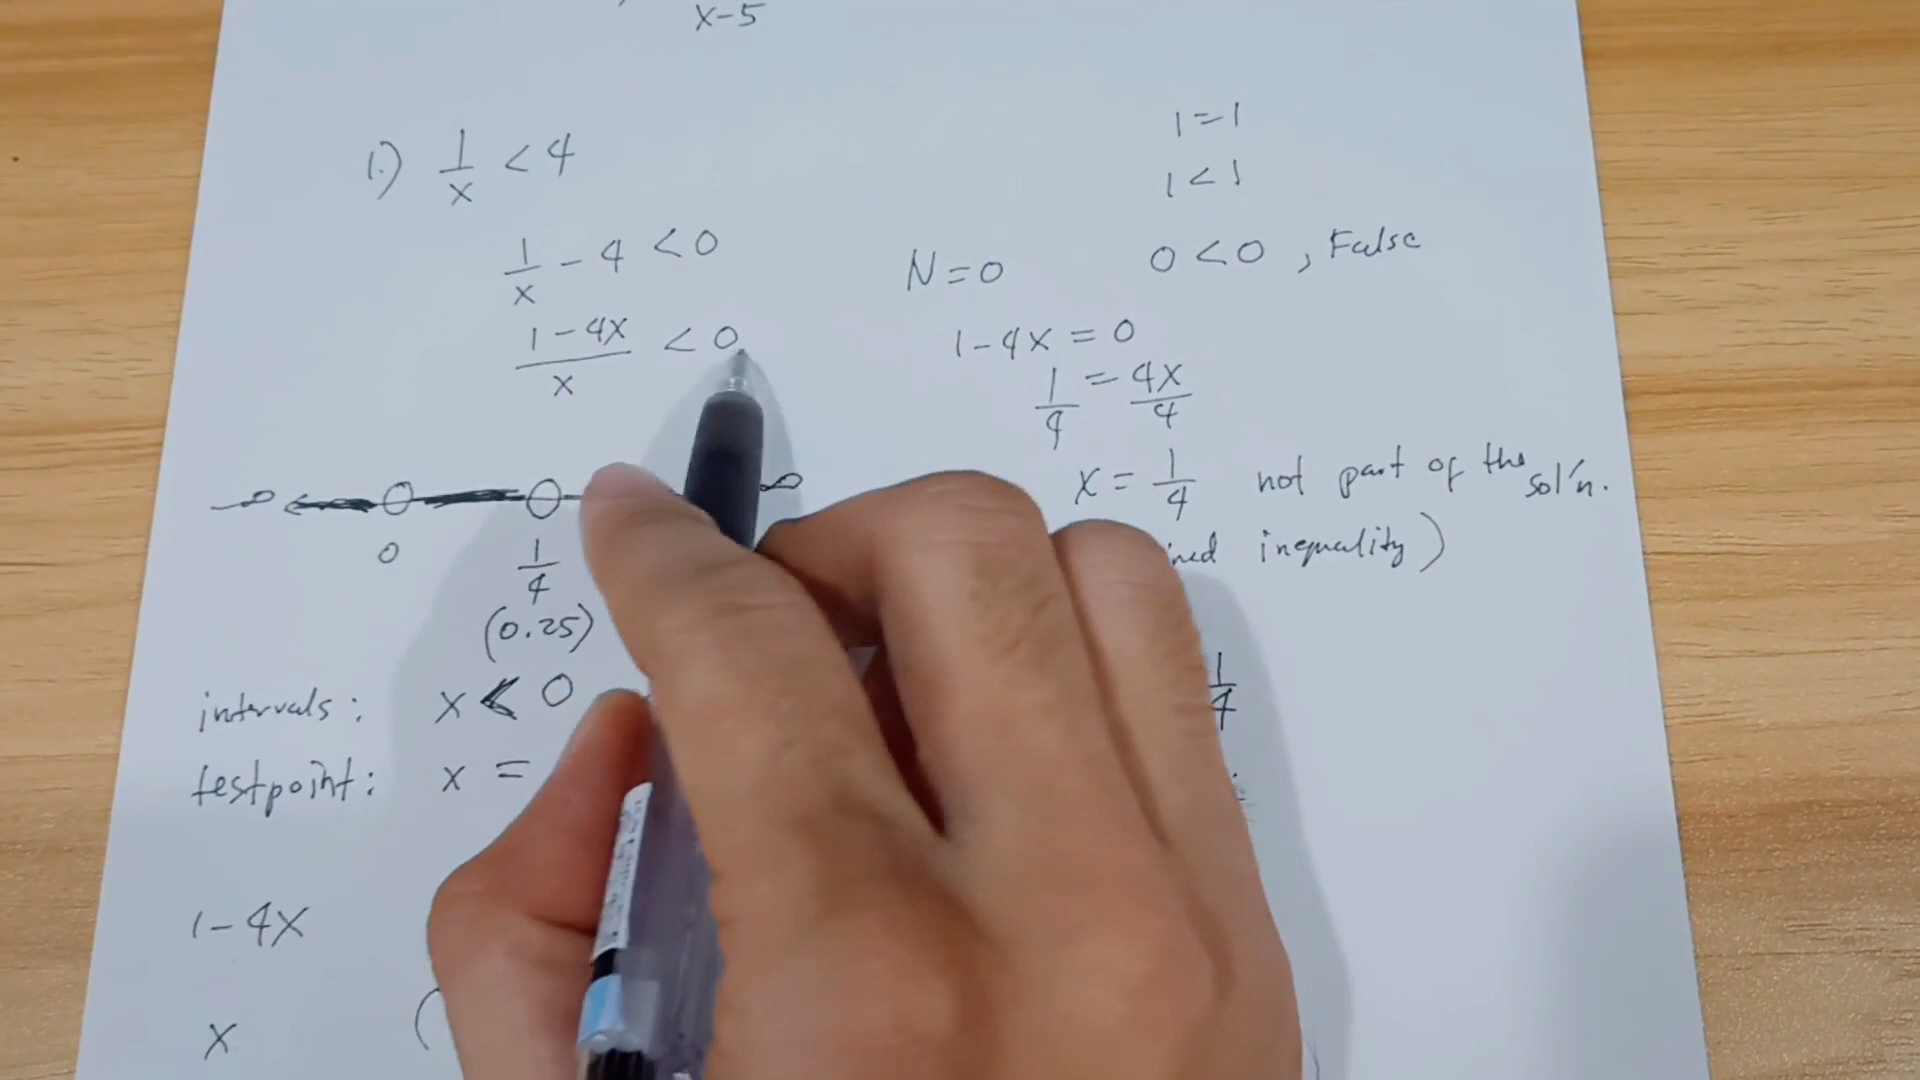 x-5
1.) 1/x < 4
1/x - 4 < 0
(1-4x)/x < 0
1 = 1
1 < 1
N = 0
0 < 0, False
1-4x = 0
1/4 = 4x/4
x = 1/4 not part of the sol'n.
inequality)
-∞ ∞
0 1/4
(0.25)
intervals: x < 0 1/4
testpoint: x =
1-4x
x (